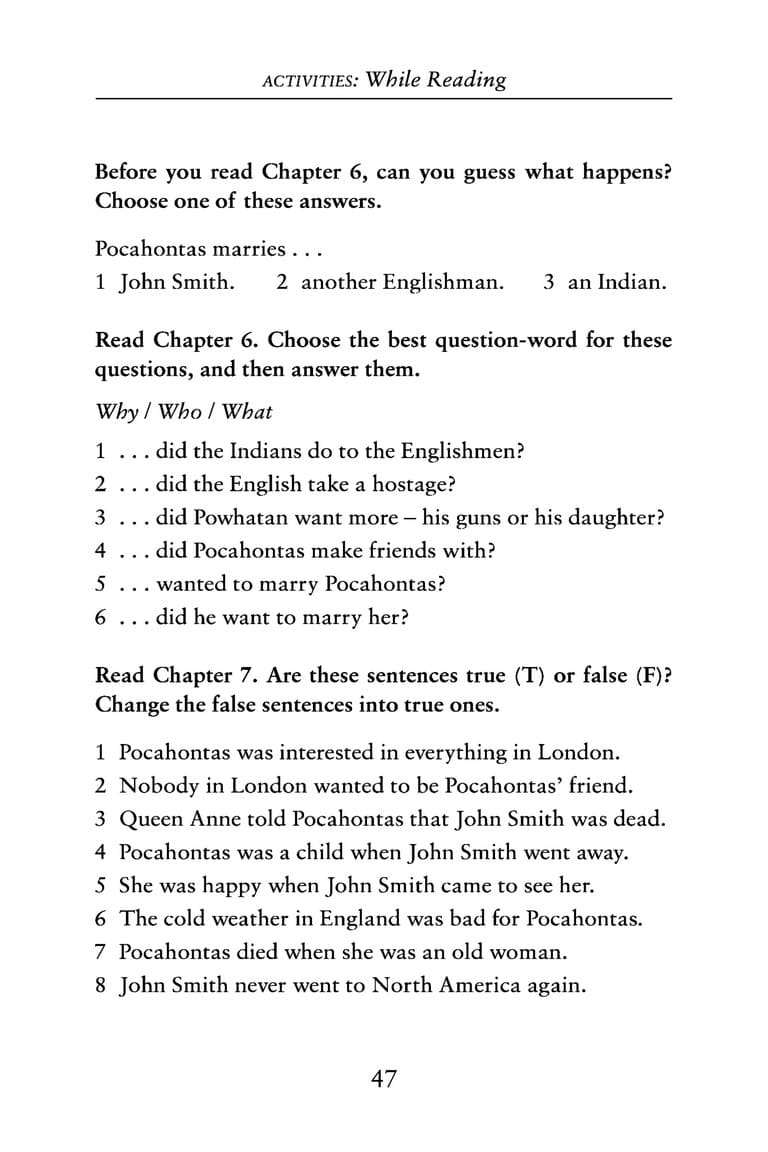 ACTIVITIES: While Reading
Before you read Chapter 6, can you guess what happens?
Choose one of these answers.
Pocahontas marries . . .
1 John Smith. 2 another Englishman. 3 an Indian.
Read Chapter 6. Choose the best question-word for these
questions, and then answer them.
Why / Who / What
1 . . . did the Indians do to the Englishmen?
2 . . . did the English take a hostage?
3 . . . did Powhatan want more – his guns or his daughter?
4 . . . did Pocahontas make friends with?
5 . . . wanted to marry Pocahontas?
6 . . . did he want to marry her?
Read Chapter 7. Are these sentences true (T) or false (F)?
Change the false sentences into true ones.
1 Pocahontas was interested in everything in London.
2 Nobody in London wanted to be Pocahontas’ friend.
3 Queen Anne told Pocahontas that John Smith was dead.
4 Pocahontas was a child when John Smith went away.
5 She was happy when John Smith came to see her.
6 The cold weather in England was bad for Pocahontas.
7 Pocahontas died when she was an old woman.
8 John Smith never went to North America again.
47